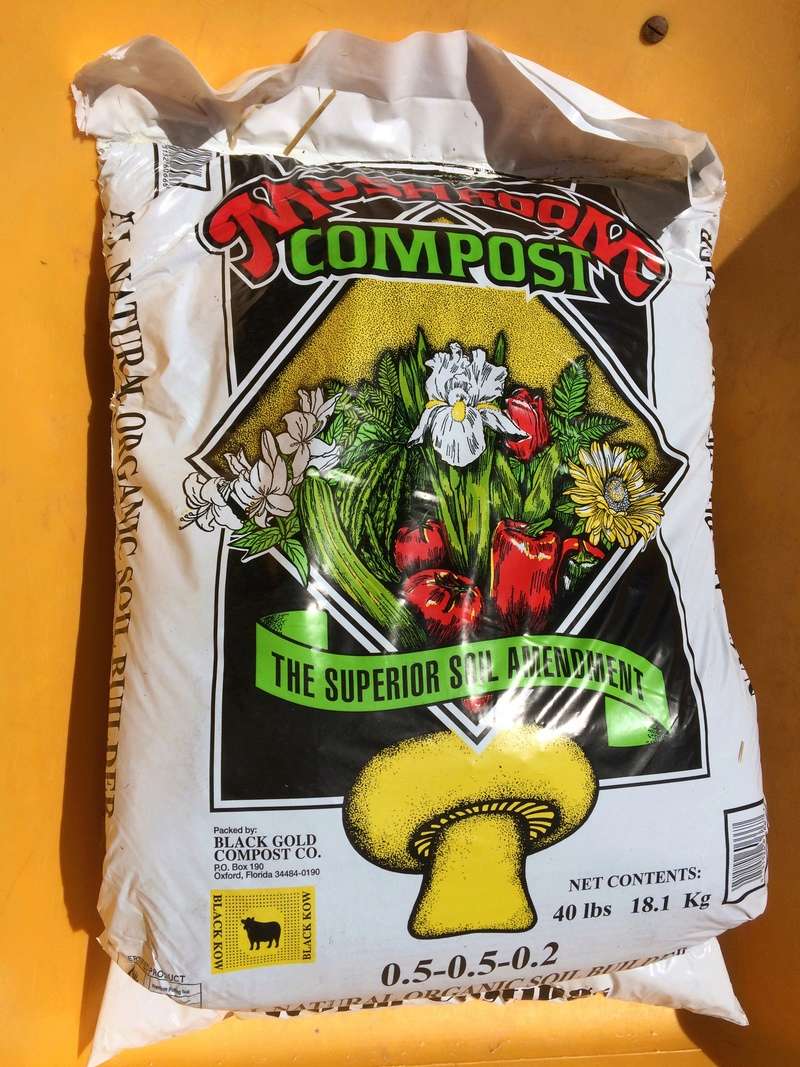 MUSHROOM
COMPOST
THE SUPERIOR SOIL AMENDMENT
Packed by:
BLACK GOLD
COMPOST CO.
P.O. Box 190
Oxford, Florida 34484-0190
BLACK KOW
BLACK KOW
NET CONTENTS:
40 lbs 18.1 Kg
0.5-0.5-0.2
NATURAL ORGANIC SOIL BUILDER
NATURAL ORGANIC SOIL BUILDER
PRODUCT